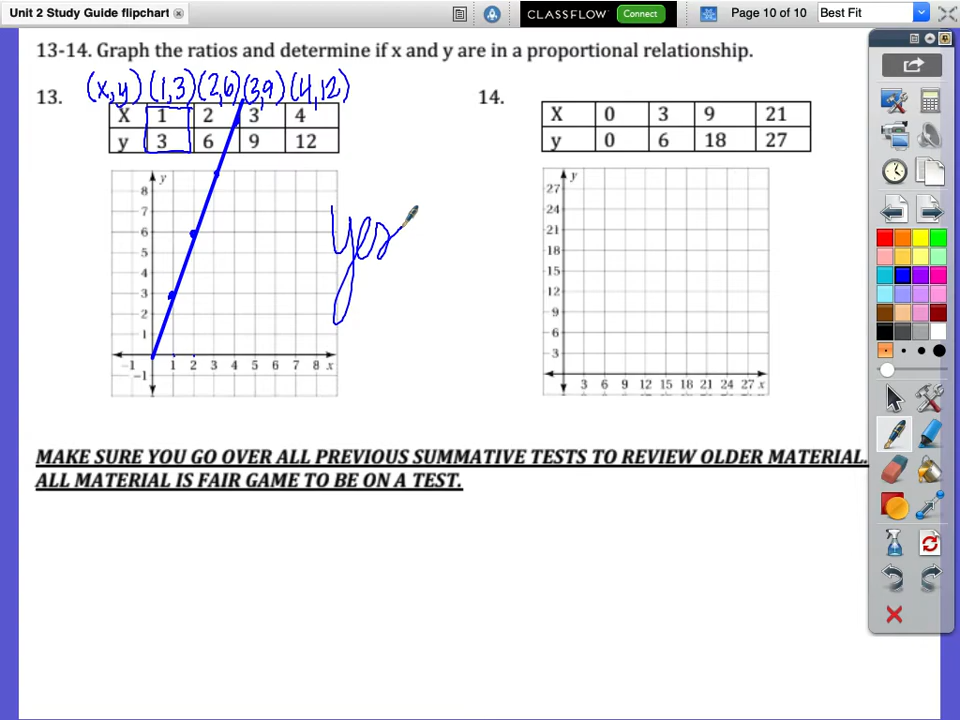 Unit 2 Study Guide flipchart
CLASSFLOW Connect
Page 10 of 10
Best Fit
13-14. Graph the ratios and determine if x and y are in a proportional relationship.
(x,y) (1,3) (2,6) (3,9) (4,12)
13.
X 1 2 3 4
y 3 6 9 12
y
8
7
6
5
4
3
2
1
-1 1 2 3 4 5 6 7 8 x
-1
Yes
14.
X 0 3 9 21
y 0 6 18 27
y
27
24
21
18
15
12
9
6
3
3 6 9 12 15 18 21 24 27 x
MAKE SURE YOU GO OVER ALL PREVIOUS SUMMATIVE TESTS TO REVIEW OLDER MATERIAL.
ALL MATERIAL IS FAIR GAME TO BE ON A TEST.